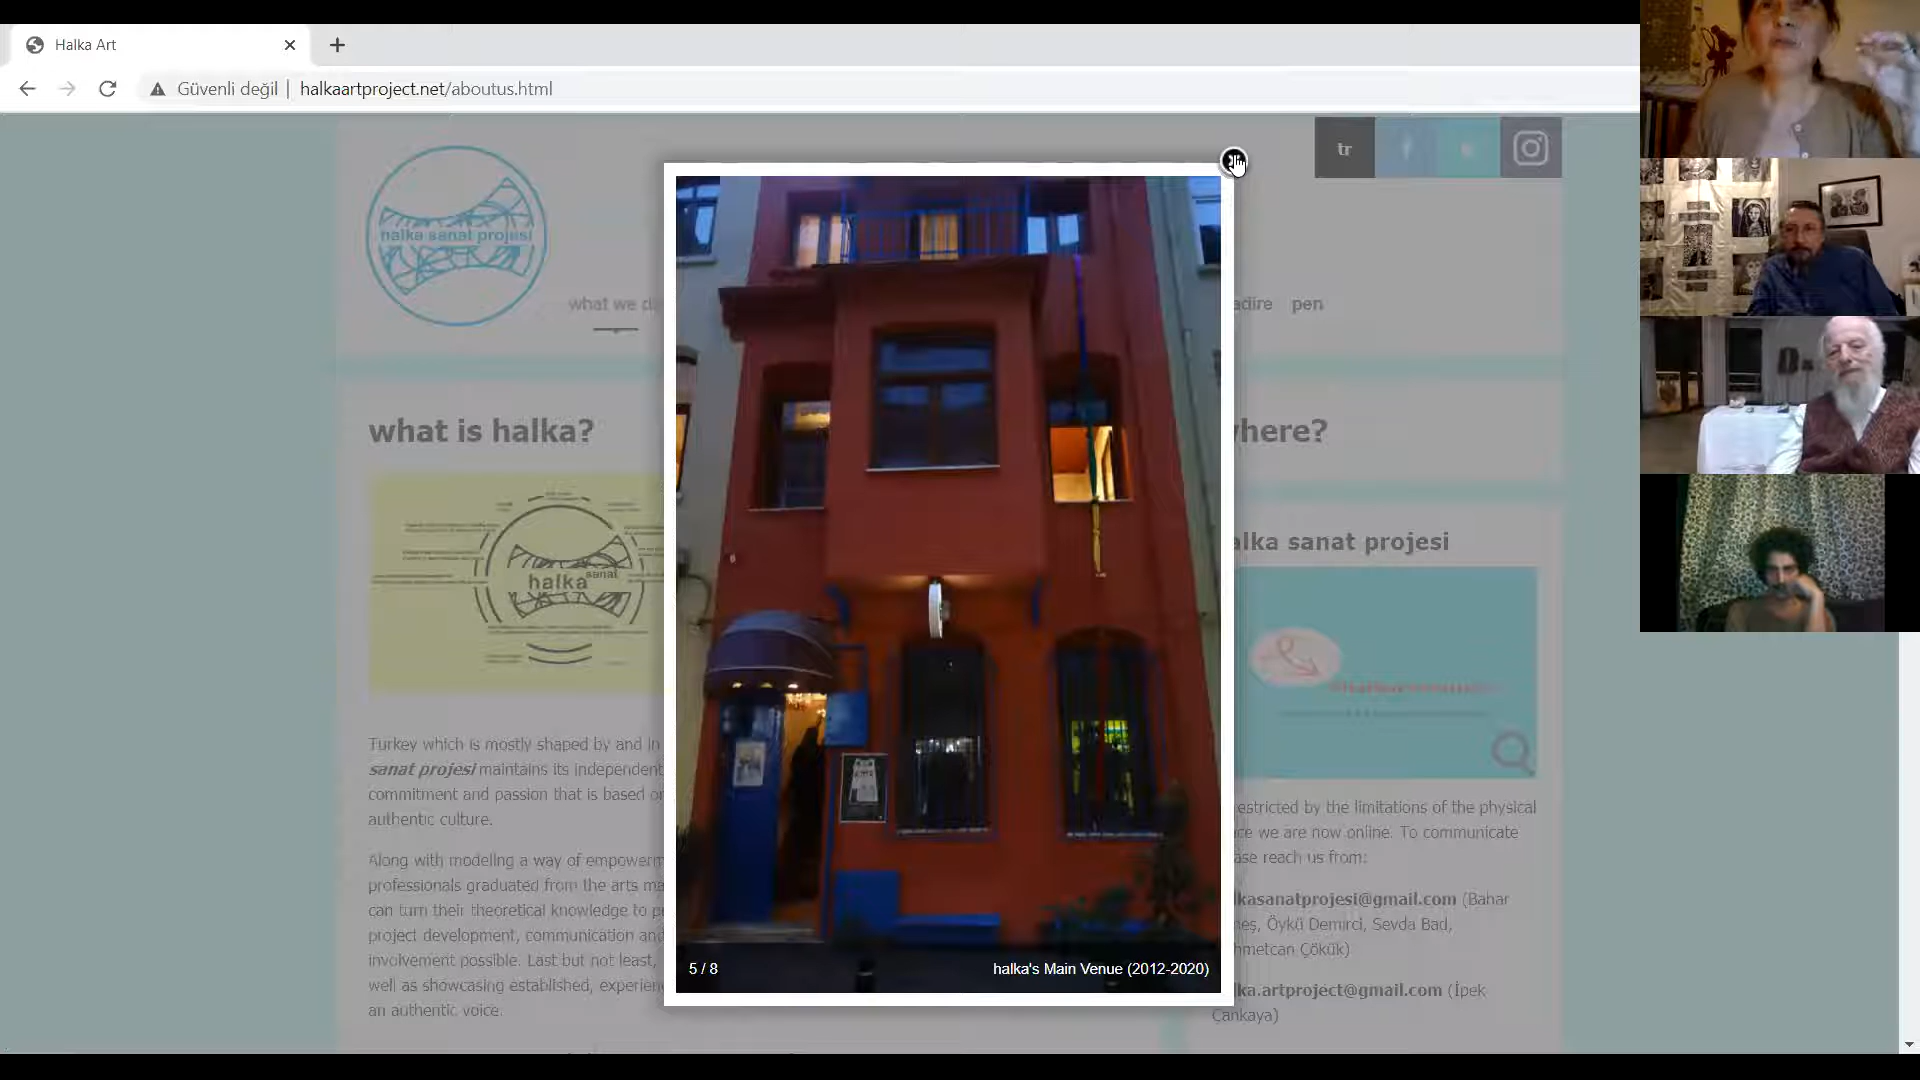 Halka Art
Güvenli değil | halkaartproject.net/aboutus.html
tr
halka sanat projesi
what we d
adire pen
what is halka?
where?
halka sanat
halka sanat projesi
Turkey which is mostly shaped by and in
sanat projesi maintains its independent
commitment and passion that is based o
authentic culture.
Along with modeling a way of empowerm
professionals graduated from the arts ma
can turn their theoretical knowledge to p
project development, communication and
involvement possible. Last but not least,
well as showcasing established, experien
an authentic voice.
estricted by the limitations of the physical
ce we are now online. To communicate
ase reach us from:
lkasanatprojesi@gmail.com (Bahar
neş, Öykü Demirci, Sevda Bad,
hmetcan Çökük)
lka.artproject@gmail.com (İpek
Çankaya)
5 / 8
halka's Main Venue (2012-2020)